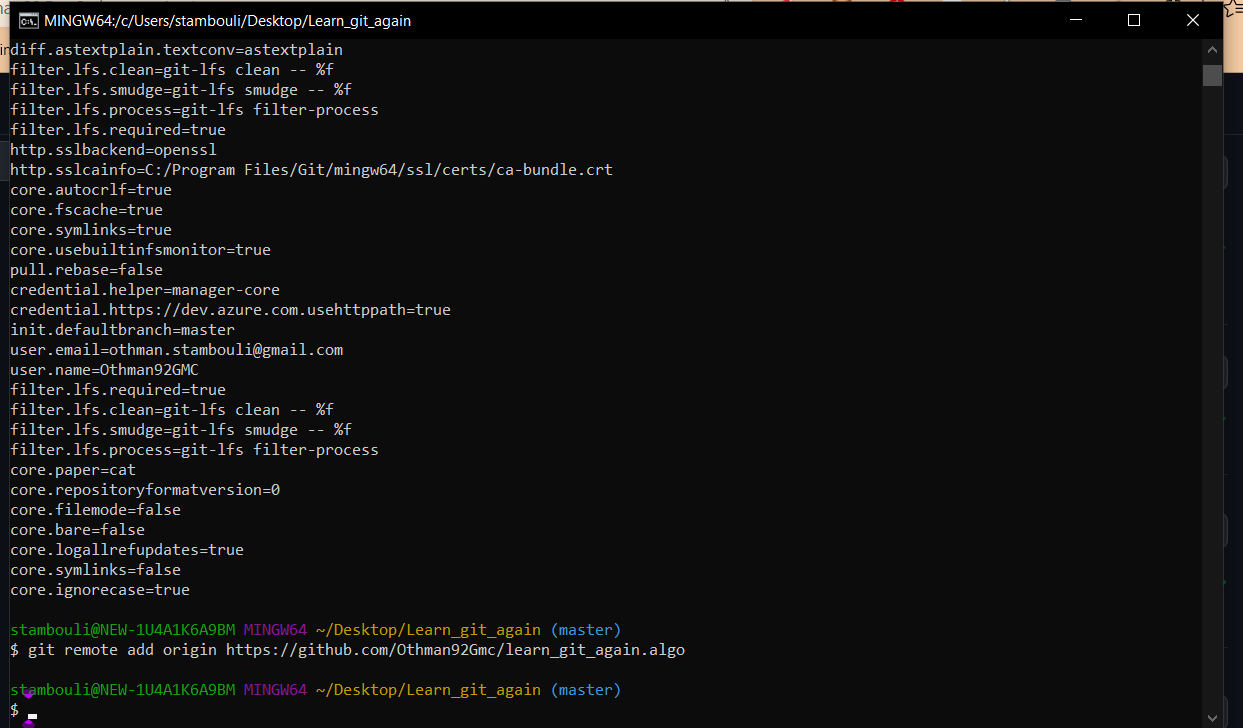 MINGW64:/c/Users/stambouli/Desktop/Learn_git_again
diff.astextplain.textconv=astextplain
filter.lfs.clean=git-lfs clean -- %f
filter.lfs.smudge=git-lfs smudge -- %f
filter.lfs.process=git-lfs filter-process
filter.lfs.required=true
http.sslbackend=openssl
http.sslcainfo=C:/Program Files/Git/mingw64/ssl/certs/ca-bundle.crt
core.autocrlf=true
core.fscache=true
core.symlinks=true
core.usebuiltinfsmonitor=true
pull.rebase=false
credential.helper=manager-core
credential.https://dev.azure.com.usehttppath=true
init.defaultbranch=master
user.email=othman.stambouli@gmail.com
user.name=Othman92GMC
filter.lfs.required=true
filter.lfs.clean=git-lfs clean -- %f
filter.lfs.smudge=git-lfs smudge -- %f
filter.lfs.process=git-lfs filter-process
core.paper=cat
core.repositoryformatversion=0
core.filemode=false
core.bare=false
core.logallrefupdates=true
core.symlinks=false
core.ignorecase=true
stambouli@NEW-1U4A1K6A9BM MINGW64 ~/Desktop/Learn_git_again (master)
$ git remote add origin https://github.com/Othman92Gmc/learn_git_again.algo
stambouli@NEW-1U4A1K6A9BM MINGW64 ~/Desktop/Learn_git_again (master)
$